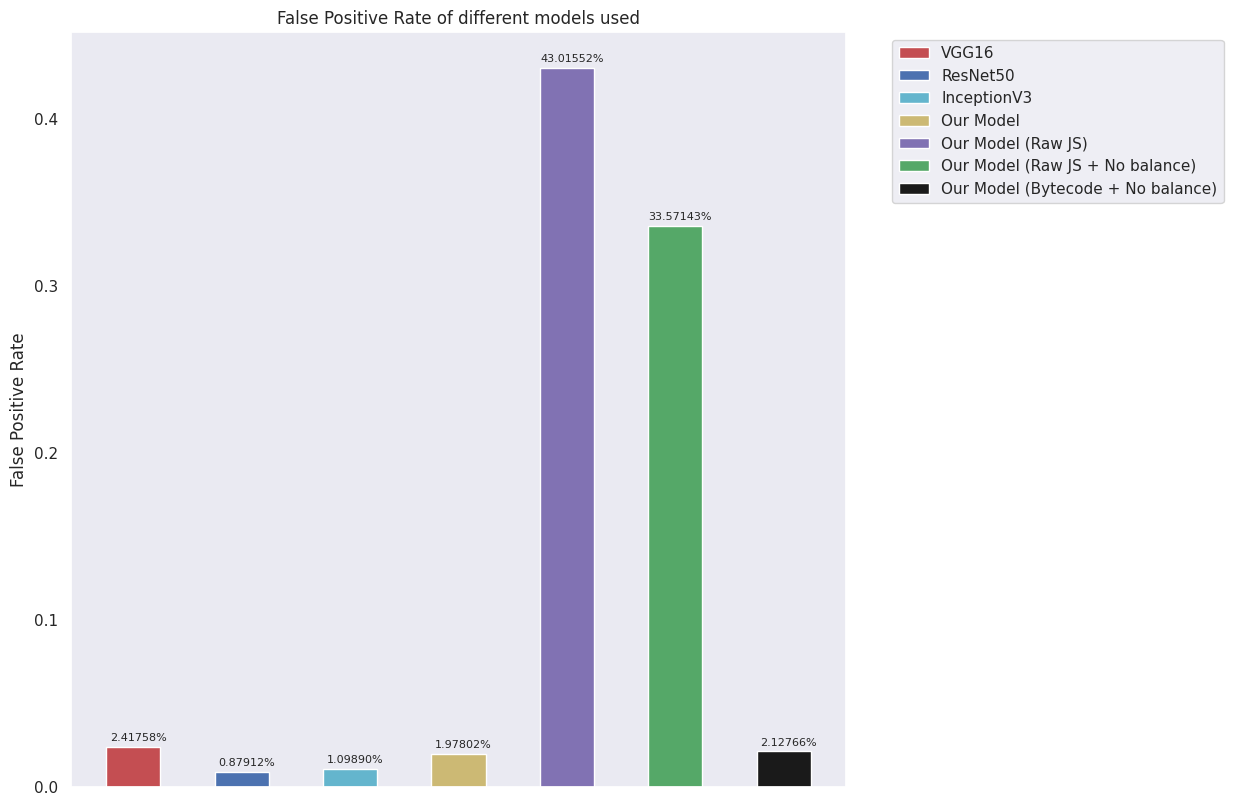 False Positive Rate of different models used
VGG16
ResNet50
InceptionV3
Our Model
Our Model (Raw JS)
Our Model (Raw JS + No balance)
Our Model (Bytecode + No balance)
False Positive Rate
0.4
0.3
0.2
0.1
0.0
2.41758%
0.87912%
1.09890%
1.97802%
43.01552%
33.57143%
2.12766%